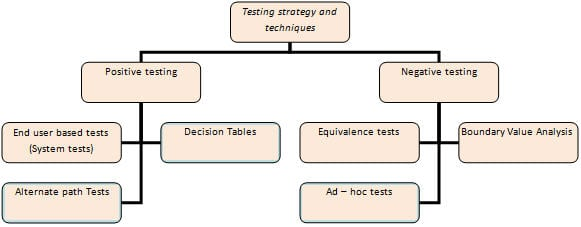 Testing strategy and
techniques
Positive testing
Negative testing
End user based tests
(System tests)
Decision Tables
Equivalence tests
Boundary Value Analysis
Alternate path Tests
Ad – hoc tests